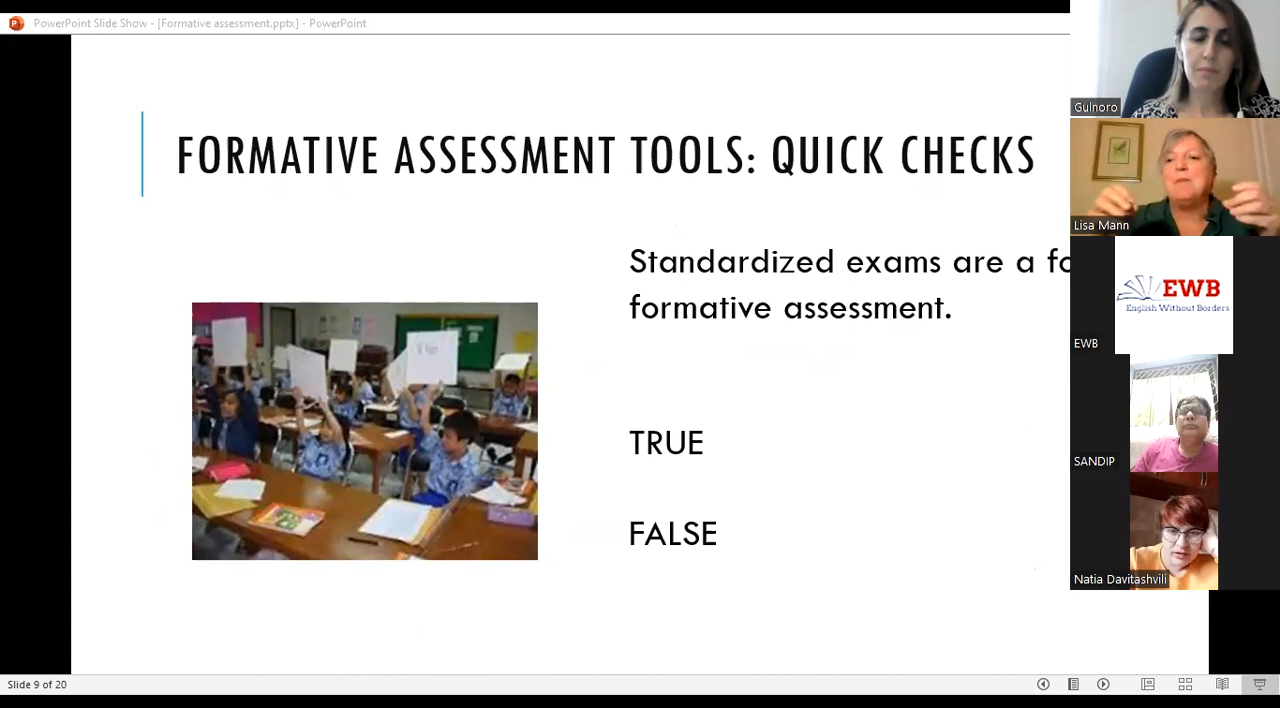 PowerPoint Slide Show - [Formative assessment.pptx] - PowerPoint
FORMATIVE ASSESSMENT TOOLS: QUICK CHECKS
Standardized exams are a fo
formative assessment.
TRUE
FALSE
Slide 9 of 20
Gulnoro
Lisa Mann
EWB
English Without Borders
EWB
SANDIP
Natia Davitashvili